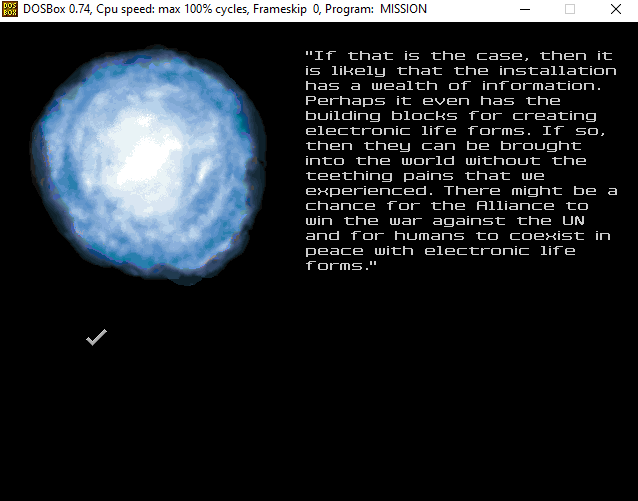 DOS
BOX
DOSBox 0.74, Cpu speed: max 100% cycles, Frameskip 0, Program: MISSION
"If that is the case, then it
is likely that the installation
has a wealth of information.
Perhaps it even has the
building blocks for creating
electronic life forms. If so,
then they can be brought
into the world without the
teething pains that we
experienced. There might be a
chance for the Alliance to
win the war against the UN
and for humans to coexist in
peace with electronic life
forms."